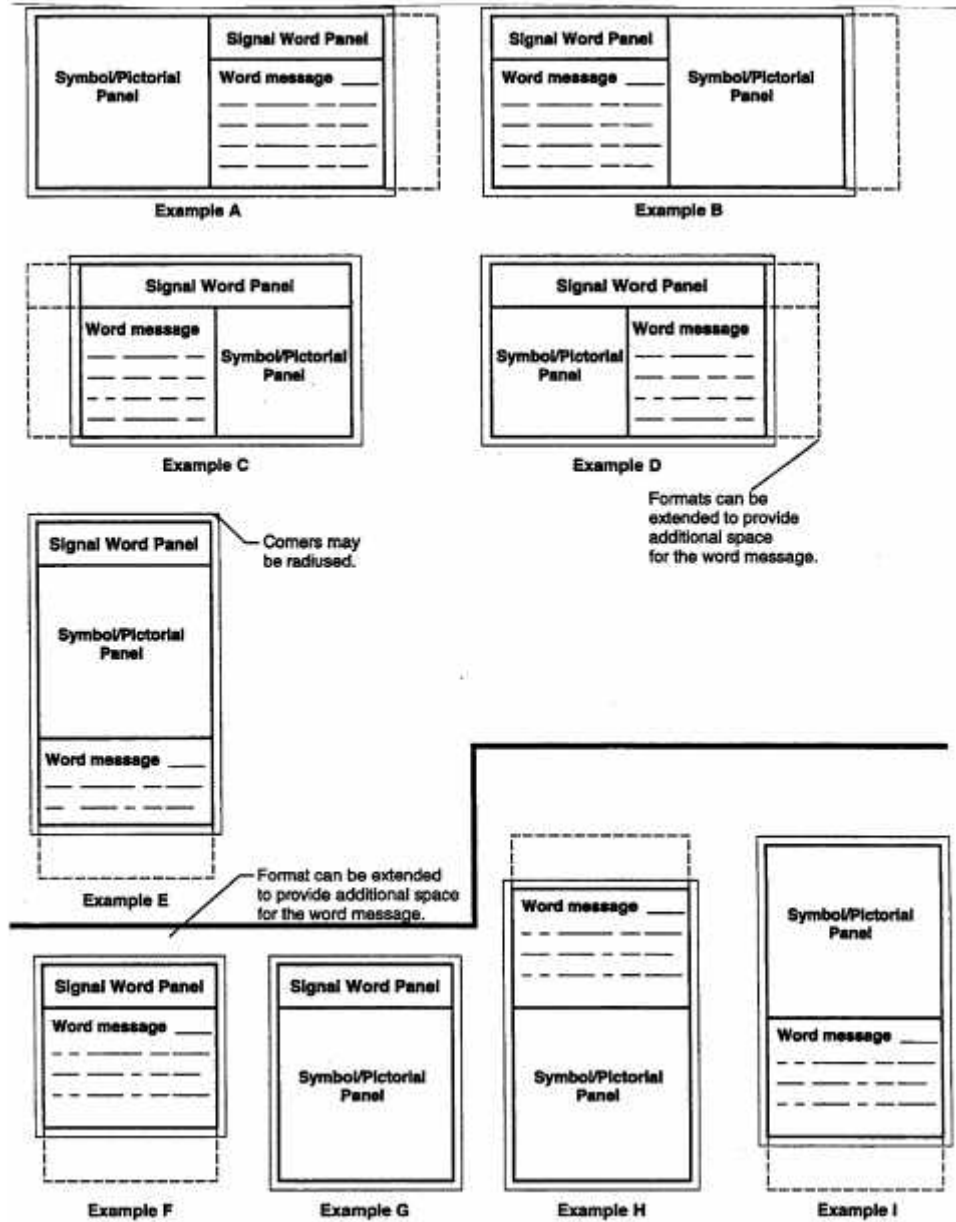 Symbol/Pictorial
Panel
Signal Word Panel
Word message
Example A
Signal Word Panel
Word message
Symbol/Pictorial
Panel
Example B
Signal Word Panel
Word message
Symbol/Pictorial
Panel
Example C
Signal Word Panel
Symbol/Pictorial
Panel
Word message
Example D
Formats can be
extended to provide
additional space
for the word message.
Signal Word Panel
Symbol/Pictorial
Panel
Word message
Example E
Corners may
be radiused.
Format can be extended
to provide additional space
for the word message.
Signal Word Panel
Word message
Example F
Signal Word Panel
Symbol/Pictorial
Panel
Example G
Word message
Symbol/Pictorial
Panel
Example H
Symbol/Pictorial
Panel
Word message
Example I